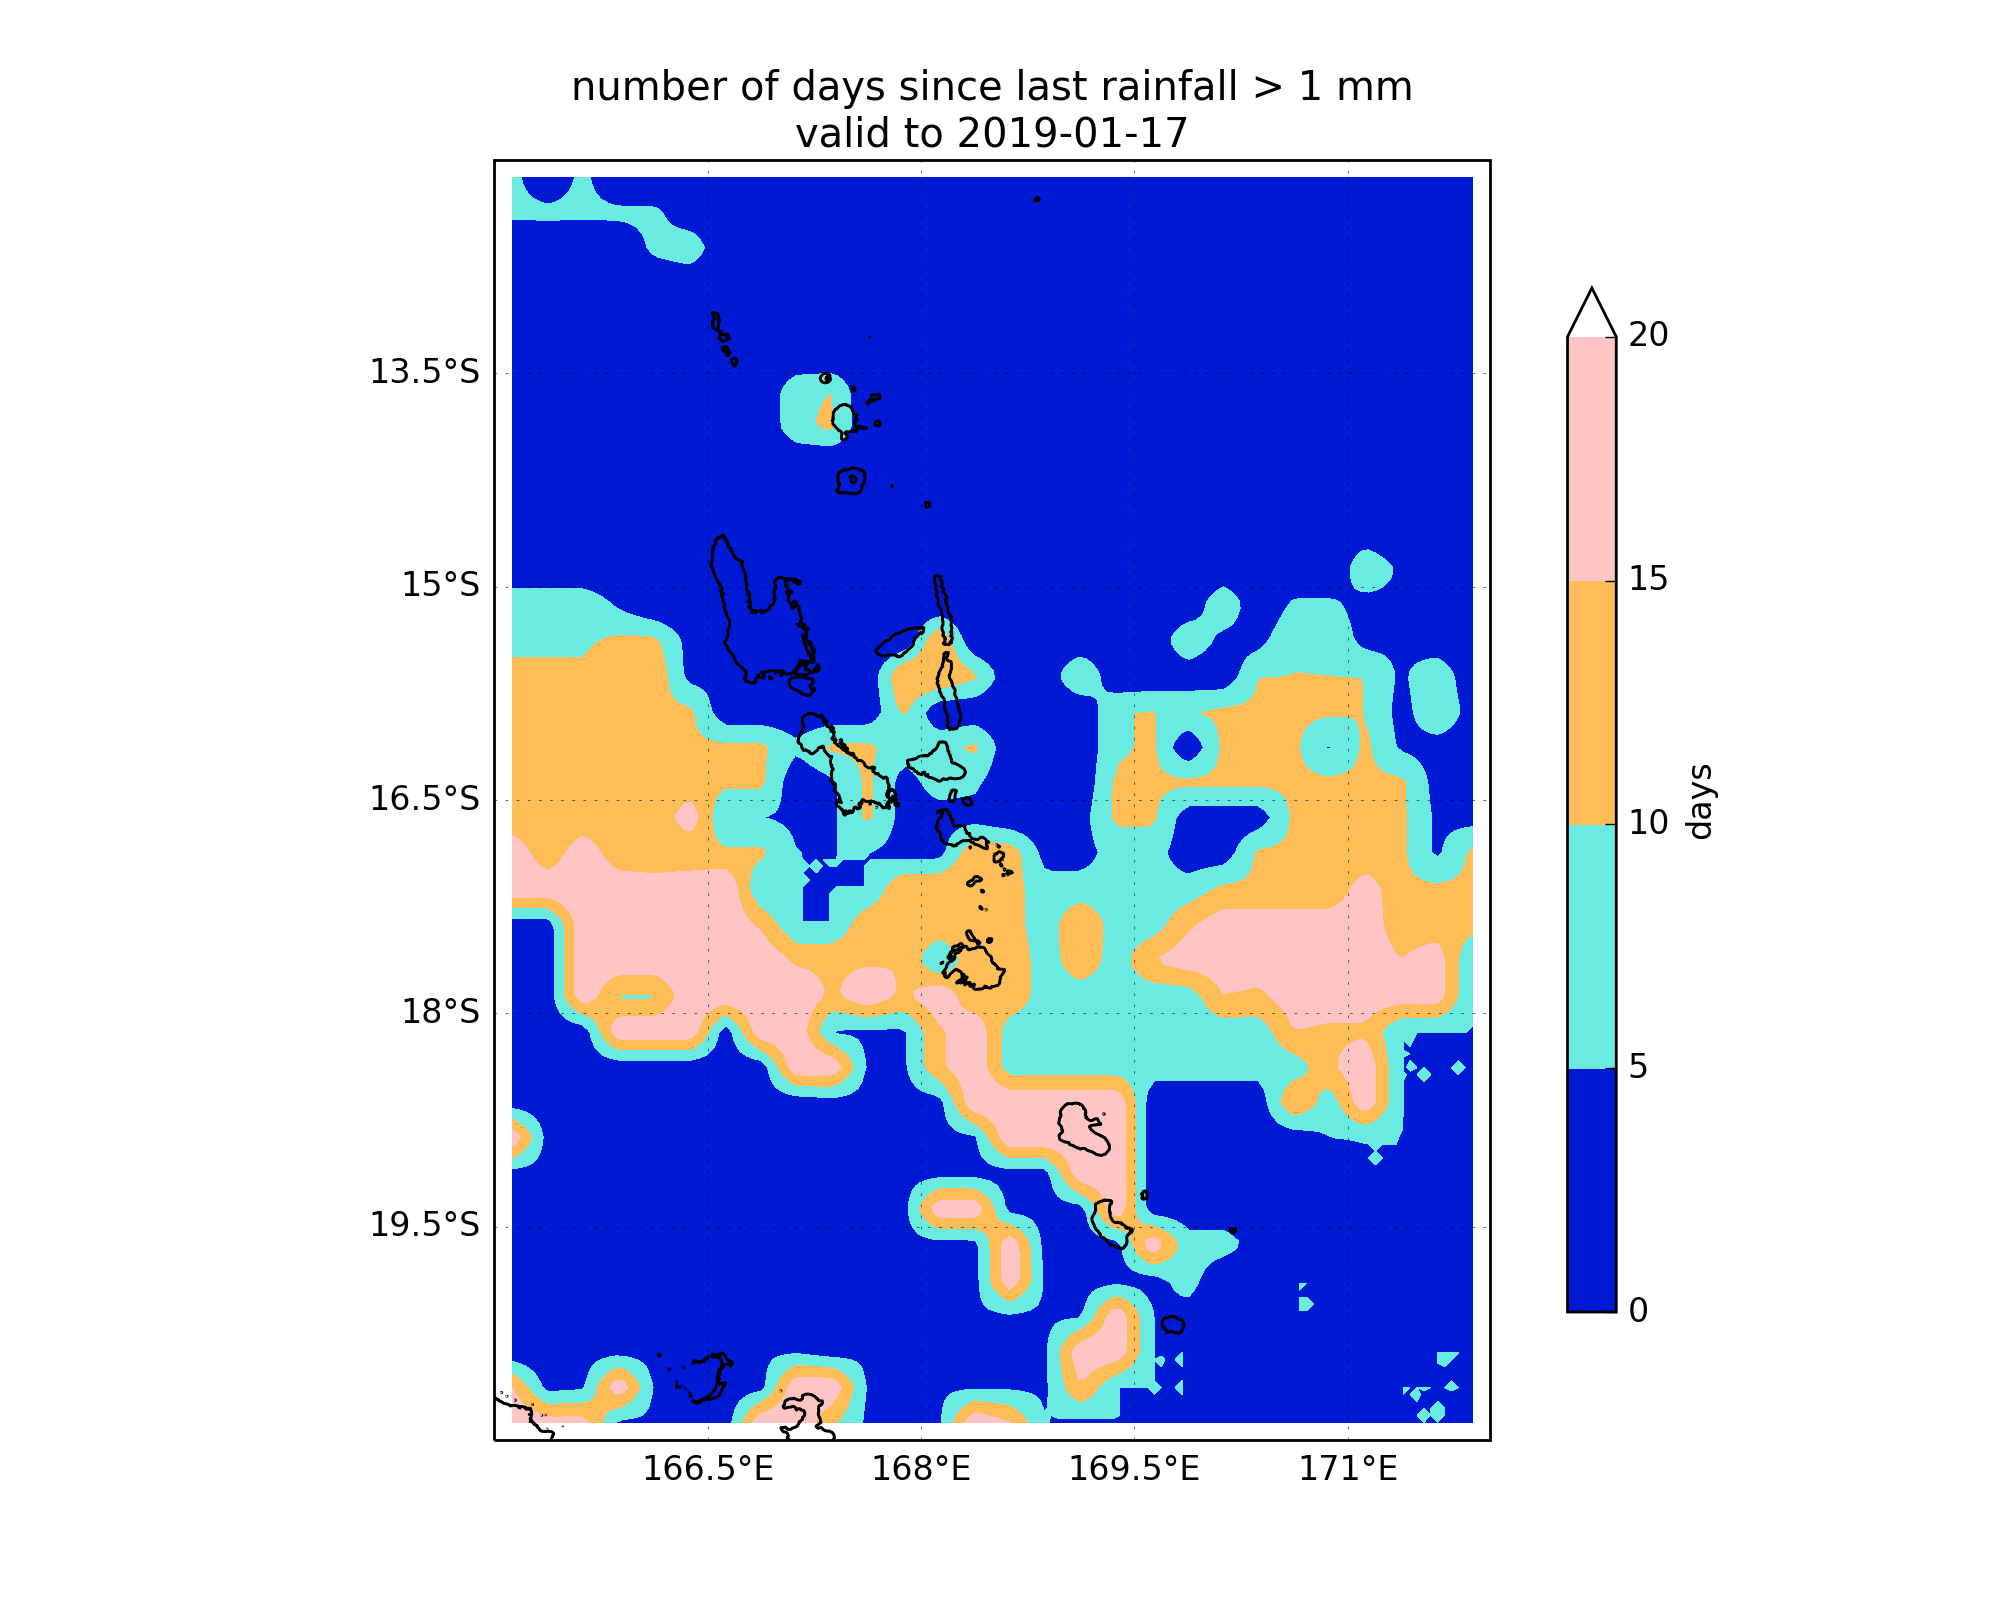 number of days since last rainfall > 1 mm
valid to 2019-01-17
13.5°S
15°S
16.5°S
18°S
19.5°S
166.5°E
168°E
169.5°E
171°E
20
15
10
5
0
days